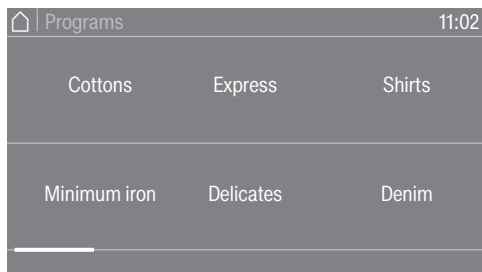 Programs 11:02
Cottons Express Shirts
Minimum iron Delicates Denim